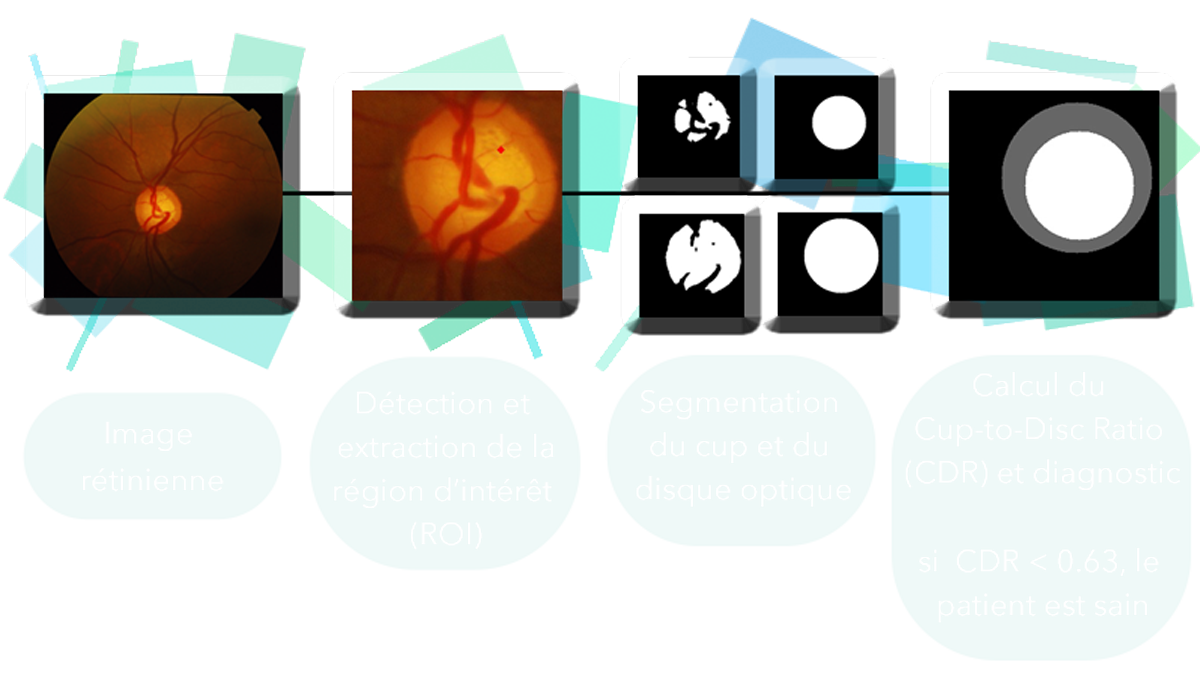 Image
rétinienne
Détection et
extraction de la
région d'intérêt
(ROI)
Segmentation
du cup et du
disque optique
Calcul du
Cup-to-Disc Ratio
(CDR) et diagnostic
si CDR < 0.63, le
patient est sain